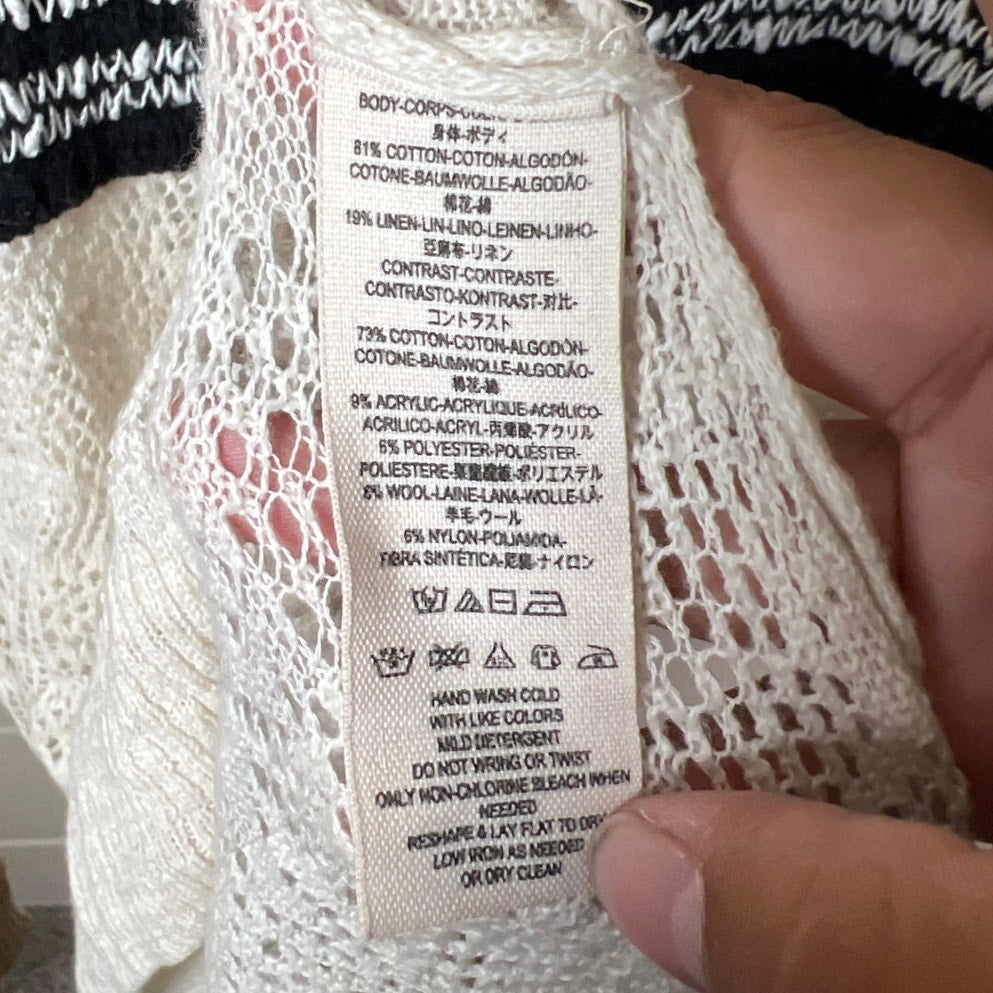 BODY-CORPS-
身体-ボディ
81% COTTON-COTON-ALGODÓN-
COTONE-BAUMWOLLE-ALGODÃO-
棉花-綿
19% LINEN-LIN-LINO-LEINEN-LINHO-
亞麻布-リネン
CONTRAST-CONTRASTE-
CONTRASTO-KONTRAST-对比-
コントラスト
73% COTTON-COTON-ALGODÓN-
COTONE-BAUMWOLLE-ALGODÃO-
棉花-綿
9% ACRYLIC-ACRYLIQUE-ACRÍLICO-
ACRILICO-ACRYL-丙烯酸-アクリル
6% POLYESTER-POLIÉSTER-
POLIESTERE-聚酯纖維-ポリエステル
6% WOOL-LAINE-LANA-WOLLE-LÃ-
羊毛-ウール
6% NYLON-POLIAMIDA-
FIBRA SINTÉTICA-尼龍-ナイロン
HAND WASH COLD
WITH LIKE COLORS
MILD DETERGENT
DO NOT WRING OR TWIST
ONLY NON-CHLORINE BLEACH WHEN
NEEDED
RESHAPE & LAY FLAT TO DRY
LOW IRON AS NEEDED
OR DRY CLEAN